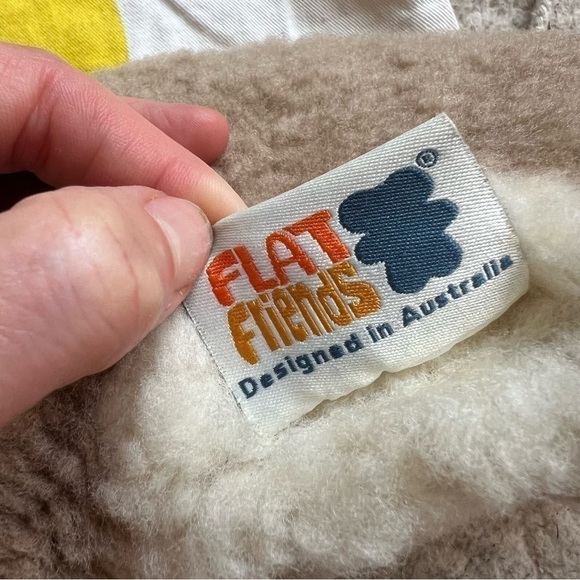 ®
FLAT
FRiENDS
Designed in Australia